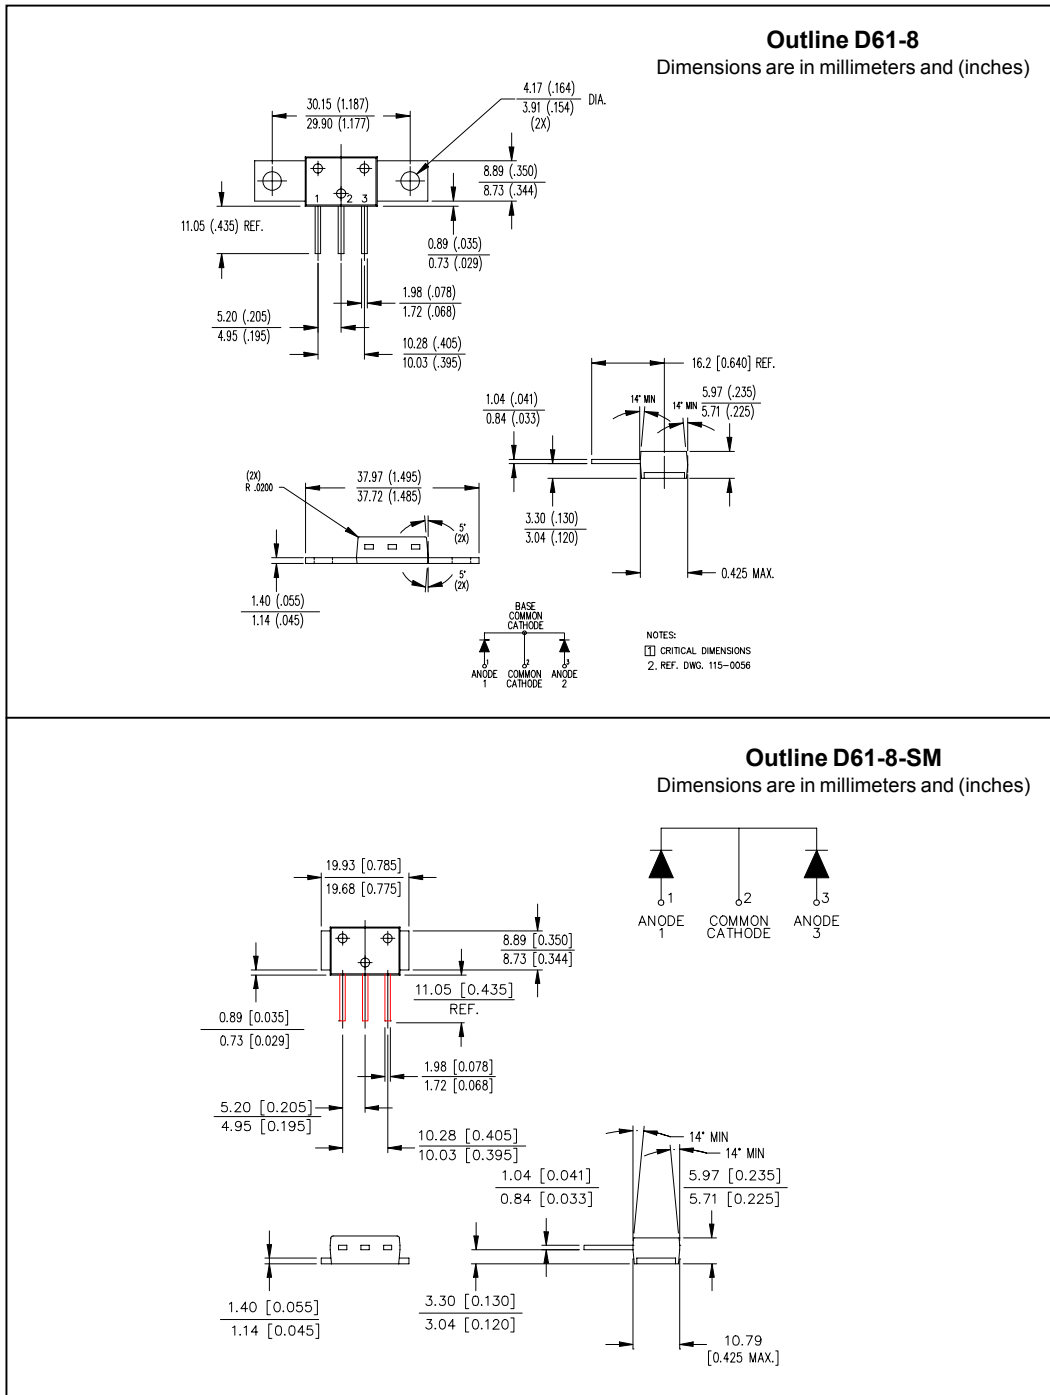 Outline D61-8
Dimensions are in millimeters and (inches)
4.17 (.164)
3.91 (.154)
DIA.
(2X)
30.15 (1.187)
29.90 (1.177)
8.89 (.350)
8.73 (.344)
1 2 3
11.05 (.435) REF.
0.89 (.035)
0.73 (.029)
1.98 (.078)
1.72 (.068)
5.20 (.205)
4.95 (.195)
10.28 (.405)
10.03 (.395)
16.2 [0.640] REF.
1.04 (.041)
0.84 (.033)
14° MIN
14° MIN
5.97 (.235)
5.71 (.225)
(2X)
R .0200
37.97 (1.495)
37.72 (1.485)
5°
(2X)
3.30 (.130)
3.04 (.120)
0.425 MAX.
5°
(2X)
1.40 (.055)
1.14 (.045)
BASE
COMMON
CATHODE
1 2 3
ANODE
1
COMMON
CATHODE
ANODE
2
NOTES:
1 CRITICAL DIMENSIONS
2. REF. DWG. 115-0056
Outline D61-8-SM
Dimensions are in millimeters and (inches)
19.93 [0.785]
19.68 [0.775]
1 2 3
ANODE
1
COMMON
CATHODE
ANODE
3
8.89 [0.350]
8.73 [0.344]
11.05 [0.435]
REF.
0.89 [0.035]
0.73 [0.029]
1.98 [0.078]
1.72 [0.068]
5.20 [0.205]
4.95 [0.195]
10.28 [0.405]
10.03 [0.395]
14° MIN
14° MIN
1.04 [0.041]
0.84 [0.033]
5.97 [0.235]
5.71 [0.225]
1.40 [0.055]
1.14 [0.045]
3.30 [0.130]
3.04 [0.120]
10.79
[0.425 MAX.]